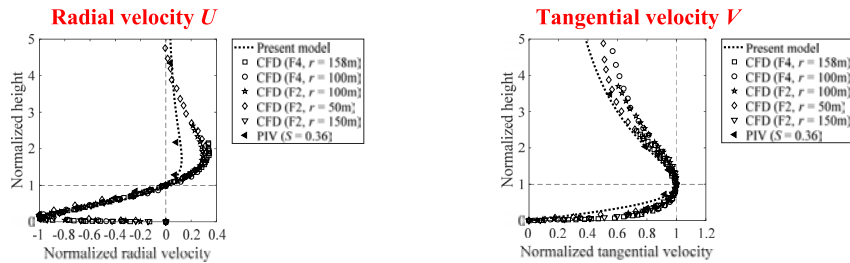 Radial velocity U
Tangential velocity V
5
4
3
2
1
0
Normalized height
-1 -0.8 -0.6 -0.4 -0.2 0 0.2 0.4
Normalized radial velocity
Present model
CFD (F4, r = 158m)
CFD (F4, r = 100m)
CFD (F2, r = 100m)
CFD (F2, r = 50m)
CFD (F2, r = 150m)
PIV (S = 0.36)
5
4
3
2
1
0
Normalized height
0 0.2 0.4 0.6 0.8 1 1.2
Normalized tangential velocity
Present model
CFD (F4, r = 158m)
CFD (F4, r = 100m)
CFD (F2, r = 100m)
CFD (F2, r = 50m)
CFD (F2, r = 150m)
PIV (S = 0.36)